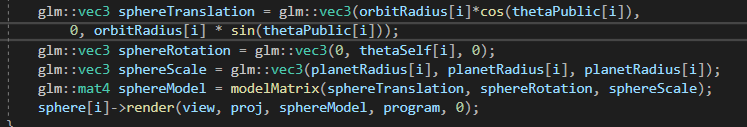 glm::vec3 sphereTranslation = glm::vec3(orbitRadius[i]*cos(thetaPublic[i]),
0, orbitRadius[i] * sin(thetaPublic[i]));
glm::vec3 sphereRotation = glm::vec3(0, thetaSelf[i], 0);
glm::vec3 sphereScale = glm::vec3(planetRadius[i], planetRadius[i], planetRadius[i]);
glm::mat4 sphereModel = modelMatrix(sphereTranslation, sphereRotation, sphereScale);
sphere[i]->render(view, proj, sphereModel, program, 0);
}